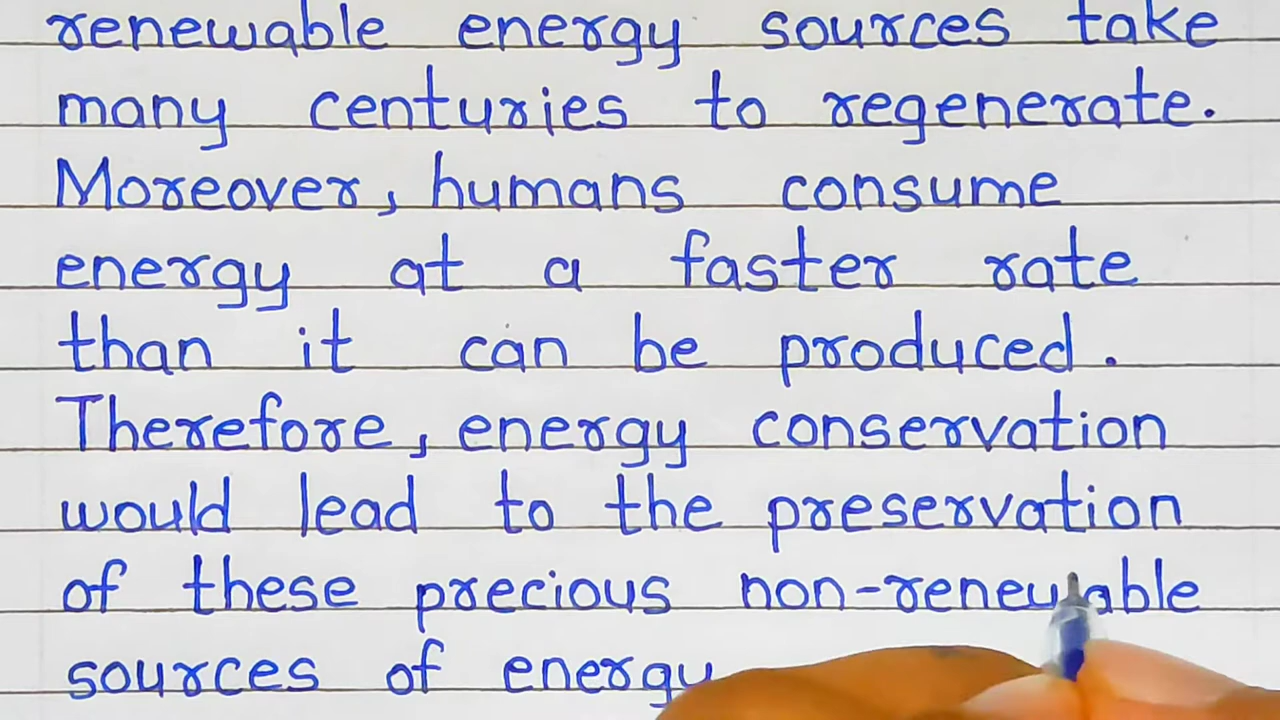 renewable energy sources take
many centuries to regenerate.
Moreover, humans consume
energy at a faster rate
than it can be produced.
Therefore, energy conservation
would lead to the preservation
of these precious non-renewable
sources of energy